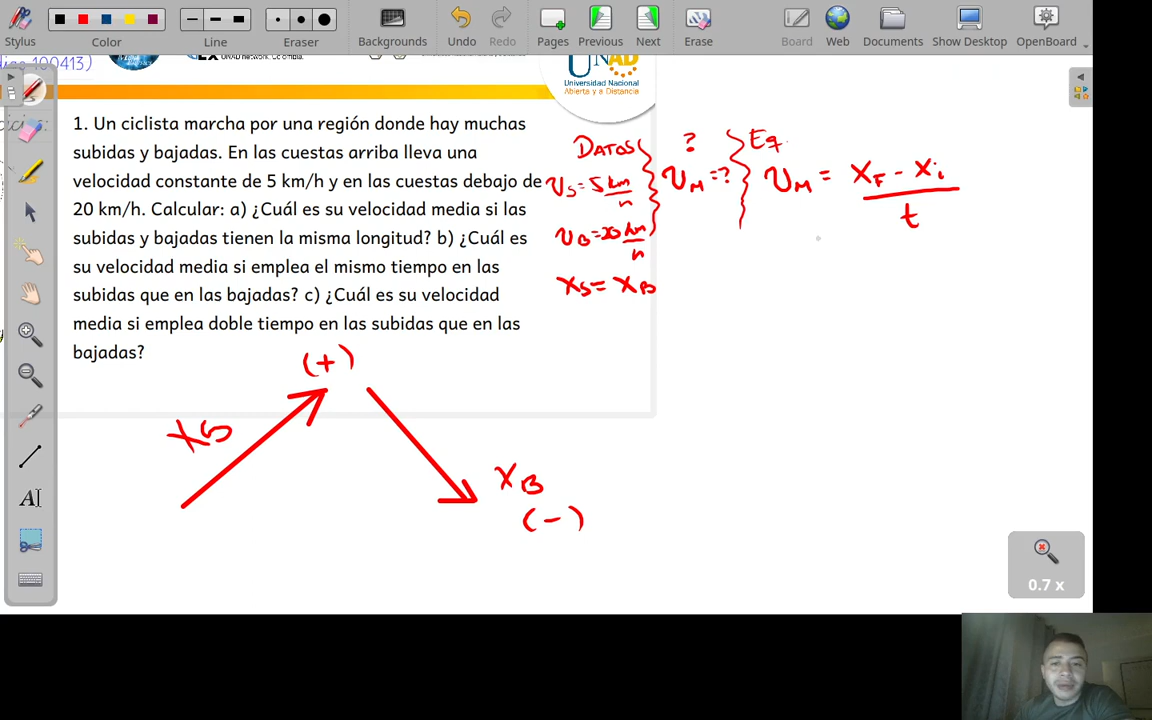 Stylus
Color
Line
Eraser
Backgrounds
Undo
Redo
Pages
Previous
Next
Erase
Board
Web
Documents
Show Desktop
OpenBoard
100413)
UNAD network, Colombia.
UNAD
Universidad Nacional
Abierta y a Distancia
1. Un ciclista marcha por una región donde hay muchas
subidas y bajadas. En las cuestas arriba lleva una
velocidad constante de 5 km/h y en las cuestas debajo de
20 km/h. Calcular: a) ¿Cuál es su velocidad media si las
subidas y bajadas tienen la misma longitud? b) ¿Cuál es
su velocidad media si emplea el mismo tiempo en las
subidas que en las bajadas? c) ¿Cuál es su velocidad
media si emplea doble tiempo en las subidas que en las
bajadas?
DATOS
Vs = 5 km/h
VB = 20 km/h
Xs = XB
?
VM = ?
Eq.
VM = XF - Xi / t
(+)
Xs
XB
(-)
0.7 x